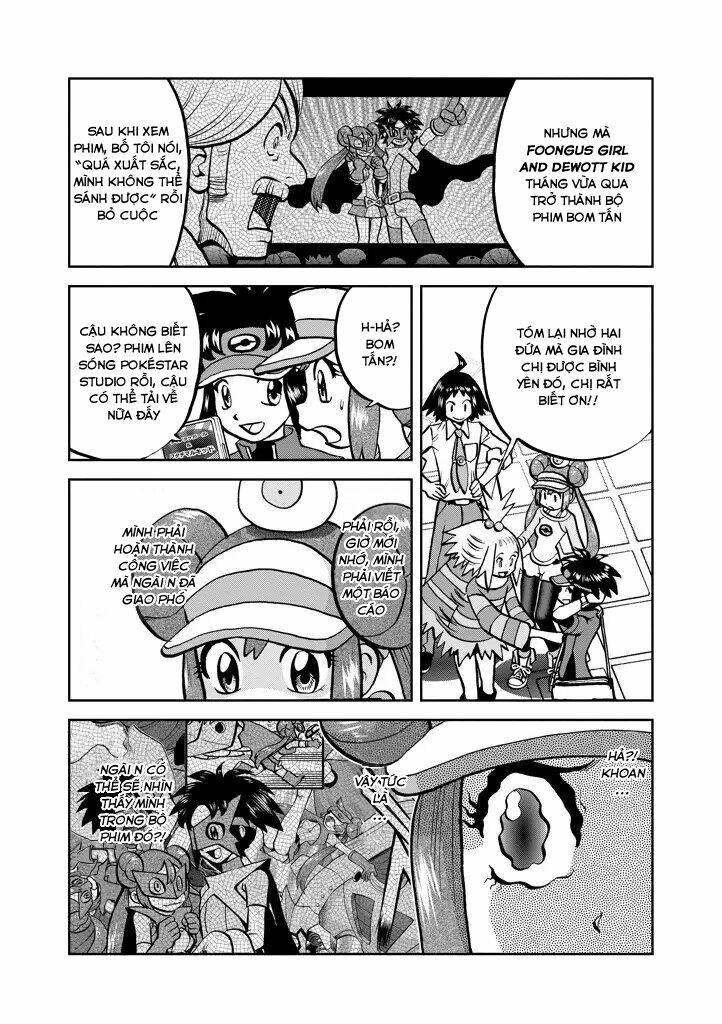 NHƯNG MÀ
FOONGUS GIRL
AND DEWOTT KID
THÁNG VỪA QUA
TRỞ THÀNH BỘ
PHIM BOM TẤN
SAU KHI XEM
PHIM, BỐ TÔI NÓI,
"QUÁ XUẤT SẮC,
MÌNH KHÔNG THỂ
SÁNH ĐƯỢC" RỒI
BỎ CUỘC
TÓM LẠI NHỜ HAI
ĐỨA MÀ GIA ĐÌNH
CHỊ ĐƯỢC BÌNH
YÊN ĐÓ, CHỊ RẤT
BIẾT ƠN!!
H-HẢ?
BOM
TẤN?!
CẬU KHÔNG BIẾT
SAO? PHIM LÊN
SÓNG POKÉSTAR
STUDIO RỒI, CẬU
CÓ THỂ TẢI VỀ
NỮA ĐẤY
PHẢI RỒI,
GIỜ MỚI
NHỚ, MÌNH
PHẢI VIẾT
MỘT BÁO
CÁO
MÌNH PHẢI
HOÀN THÀNH
CÔNG VIỆC
MÀ NGÀI N ĐÃ
GIAO PHÓ
HẢ?!
KHOAN
...
VẬY TỨC
LÀ
...
NGÀI N CÓ
THỂ SẼ NHÌN
THẤY MÌNH
TRONG BỘ
PHIM ĐÓ?!